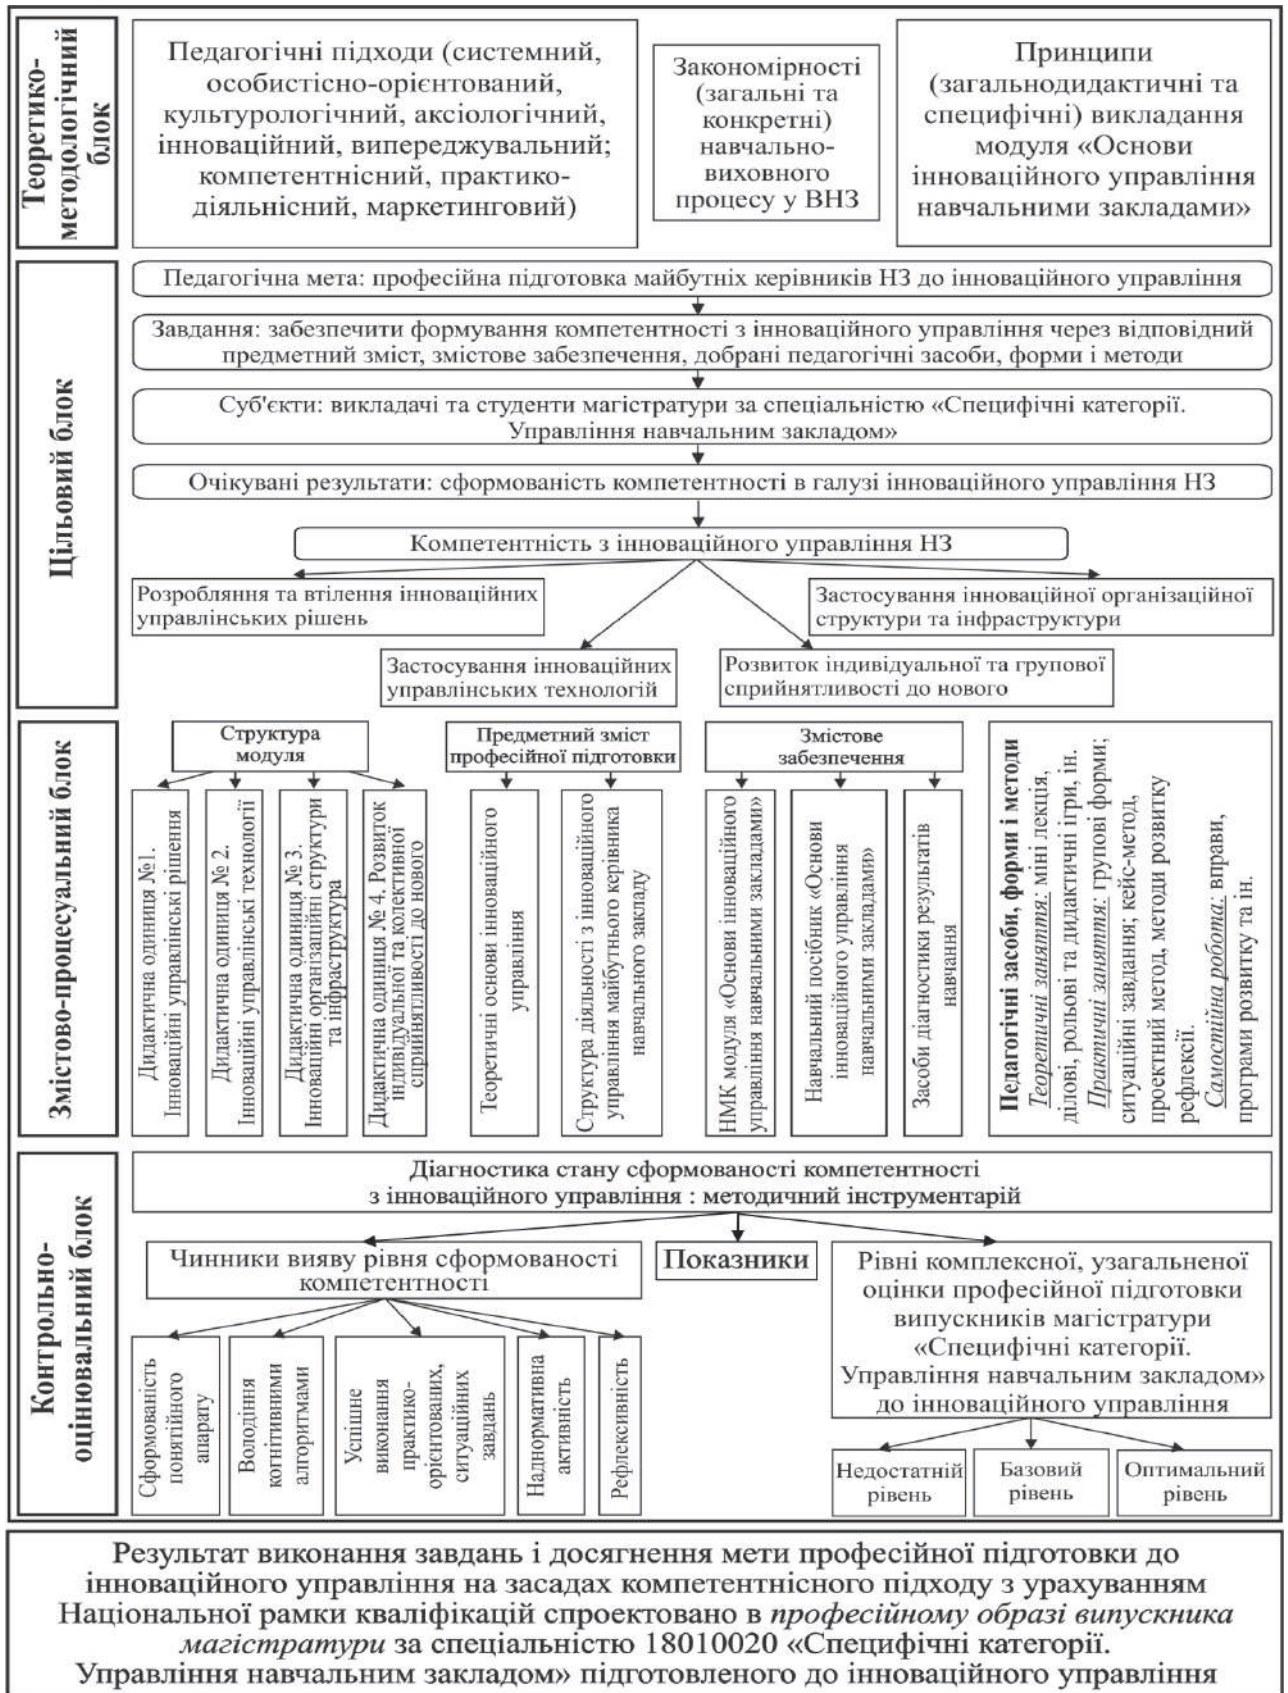 Теоретико-
методологічний
блок
Педагогічні підходи (системний,
особистісно-орієнтований,
культурологічний, аксіологічний,
інноваційний, випереджувальний;
компетентнісний, практико-
діяльнісний, маркетинговий)
Закономірності
(загальні та
конкретні)
навчально-
виховного
процесу у ВНЗ
Принципи
(загальнодидактичні та
специфічні) викладання
модуля «Основи
інноваційного управління
навчальними закладами»
Цільовий блок
Педагогічна мета: професійна підготовка майбутніх керівників НЗ до інноваційного управління
Завдання: забезпечити формування компетентності з інноваційного управління через відповідний
предметний зміст, змістове забезпечення, добрані педагогічні засоби, форми і методи
Суб'єкти: викладачі та студенти магістратури за спеціальністю «Специфічні категорії.
Управління навчальним закладом»
Очікувані результати: сформованість компетентності в галузі інноваційного управління НЗ
Компетентність з інноваційного управління НЗ
Розробляння та втілення інноваційних
управлінських рішень
Застосування інноваційної організаційної
структури та інфраструктури
Застосування інноваційних
управлінських технологій
Розвиток індивідуальної та групової
сприйнятливості до нового
Змістово-процесуальний блок
Структура
модуля
Дидактична одиниця №1.
Інноваційні управлінські рішення
Дидактична одиниця № 2.
Інноваційні управлінські технології
Дидактична одиниця № 3.
Інноваційні організаційні структури
та інфраструктура
Дидактична одиниця № 4. Розвиток
індивідуальної та колективної
сприйнятливості до нового
Предметний зміст
професійної підготовки
Теоретичні основи інноваційного
управління
Структура діяльності з інноваційного
управління майбутнього керівника
навчального закладу
Змістове
забезпечення
НМК модуля «Основи інноваційного
управління навчальними закладами»
Навчальний посібник «Основи
інноваційного управління
навчальними закладами»
Засоби діагностики результатів
навчання
Педагогічні засоби, форми і методи
Теоретичні заняття: міні лекція,
ділові, рольові та дидактичні ігри, ін.
Практичні заняття: групові форми;
ситуаційні завдання; кейс-метод,
проектний метод, методи розвитку
рефлексії.
Самостійна робота: вправи,
програми розвитку та ін.
Контрольно-
оцінювальний блок
Діагностика стану сформованості компетентності
з інноваційного управління : методичний інструментарій
Чинники вияву рівня сформованості
компетентності
Сформованість
понятійного
апарату
Володіння
когнітивними
алгоритмами
Успішне
виконання
практико-
орієнтованих,
ситуаційних
завдань
Наднормативна
активність
Рефлексивність
Показники
Рівні комплексної, узагальненої
оцінки професійної підготовки
випускників магістратури
«Специфічні категорії.
Управління навчальним закладом»
до інноваційного управління
Недостатній
рівень
Базовий
рівень
Оптимальний
рівень
Результат виконання завдань і досягнення мети професійної підготовки до
інноваційного управління на засадах компетентнісного підходу з урахуванням
Національної рамки кваліфікацій спроектовано в професійному образі випускника
магістратури за спеціальністю 18010020 «Специфічні категорії.
Управління навчальним закладом» підготовленого до інноваційного управління